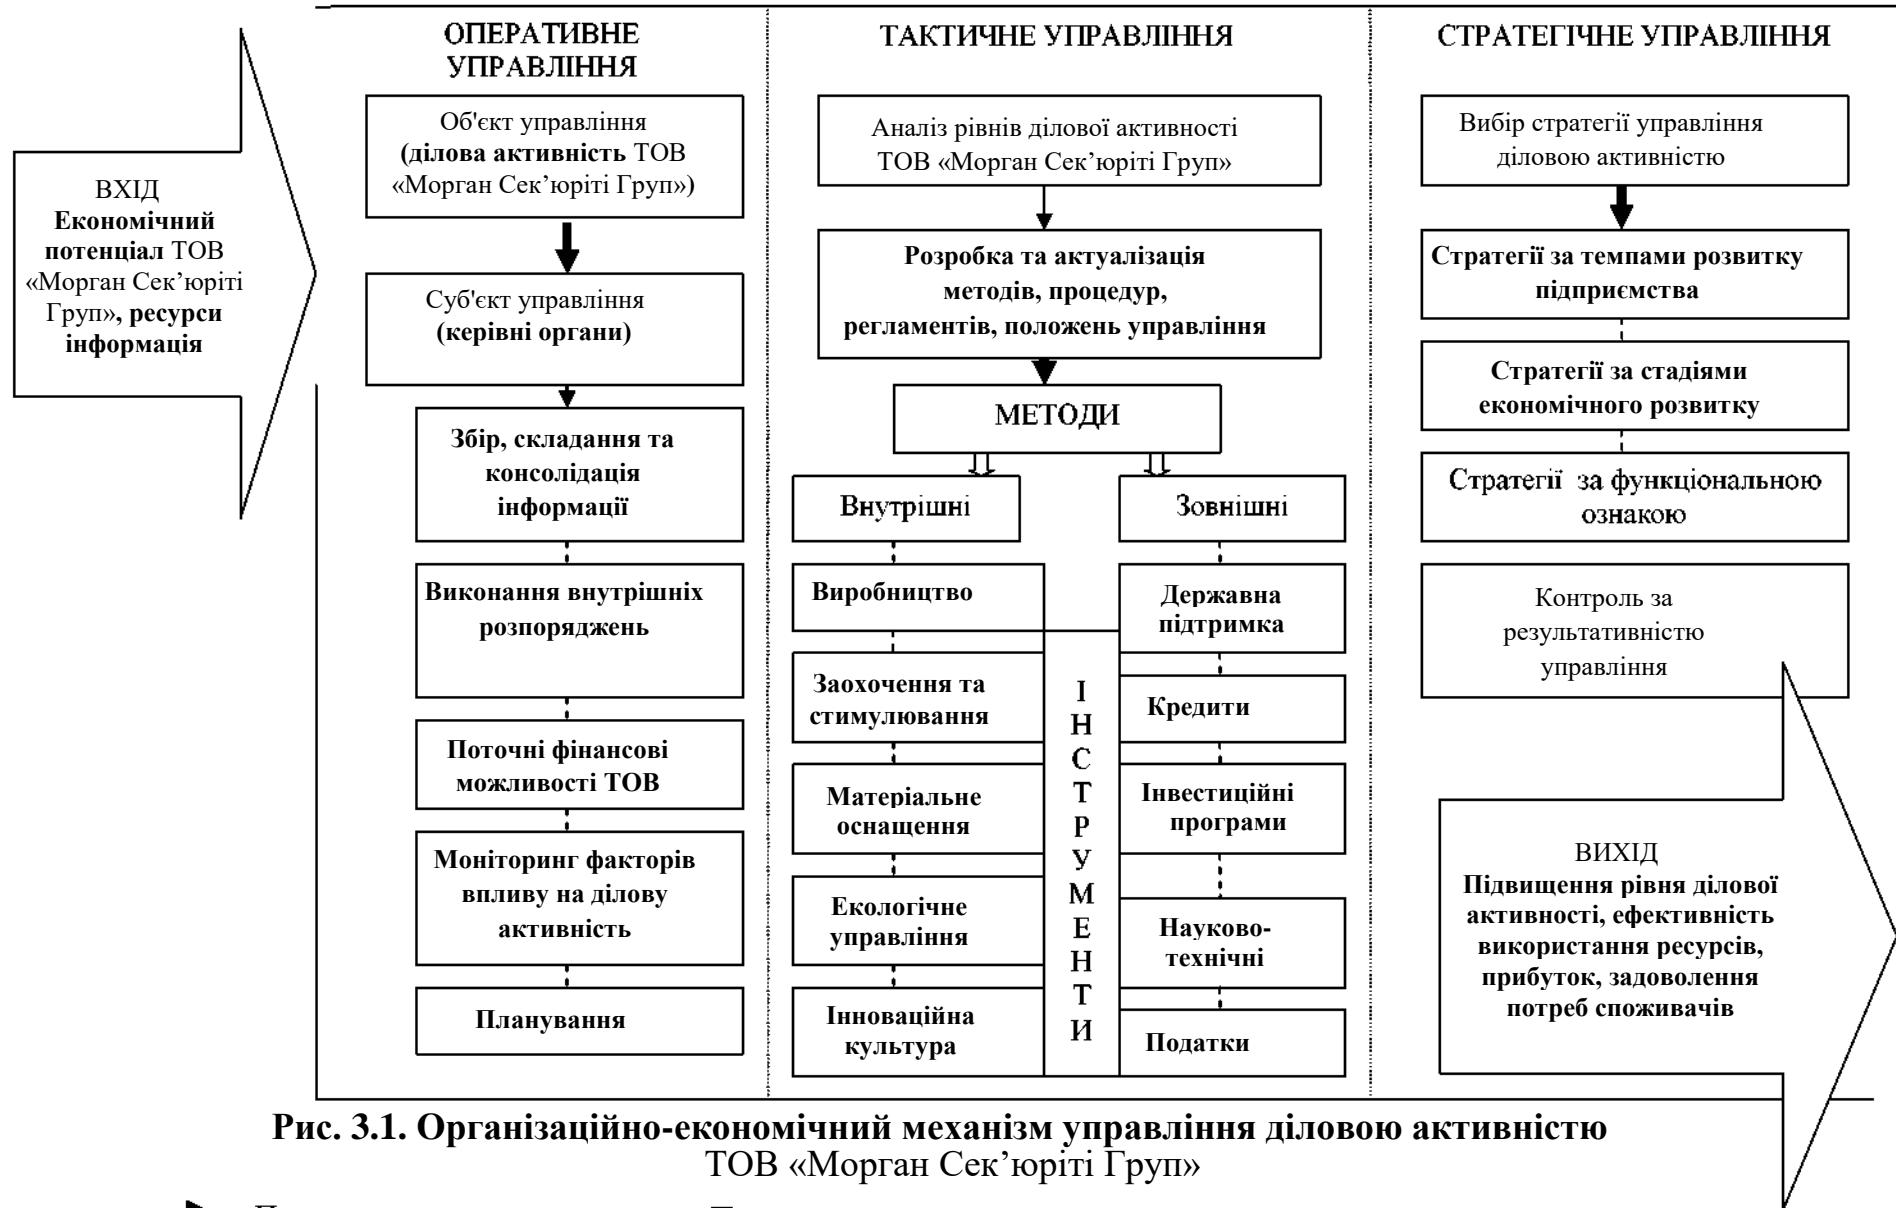 ВХІД
Економічний
потенціал ТОВ
«Морган Сек’юріті
Груп», ресурси
інформація
ОПЕРАТИВНЕ
УПРАВЛІННЯ
Об'єкт управління
(ділова активність ТОВ
«Морган Сек’юріті Груп»)
Суб'єкт управління
(керівні органи)
Збір, складання та
консолідація
інформації
Виконання внутрішніх
розпоряджень
Поточні фінансові
можливості ТОВ
Моніторинг факторів
впливу на ділову
активність
Планування
ТАКТИЧНЕ УПРАВЛІННЯ
Аналіз рівнів ділової активності
ТОВ «Морган Сек’юріті Груп»
Розробка та актуалізація
методів, процедур,
регламентів, положень управління
МЕТОДИ
Внутрішні
Виробництво
Заохочення та
стимулювання
Матеріальне
оснащення
Екологічне
управління
Інноваційна
культура
І
Н
С
Т
Р
У
М
Е
Н
Т
И
Зовнішні
Державна
підтримка
Кредити
Інвестиційні
програми
Науково-
технічні
Податки
СТРАТЕГІЧНЕ УПРАВЛІННЯ
Вибір стратегії управління
діловою активністю
Стратегії за темпами розвитку
підприємства
Стратегії за стадіями
економічного розвитку
Стратегії за функціональною
ознакою
Контроль за
результативністю
управління
ВИХІД
Підвищення рівня ділової
активності, ефективність
використання ресурсів,
прибуток, задоволення
потреб споживачів
Рис. 3.1. Організаційно-економічний механізм управління діловою активністю
ТОВ «Морган Сек’юріті Груп»